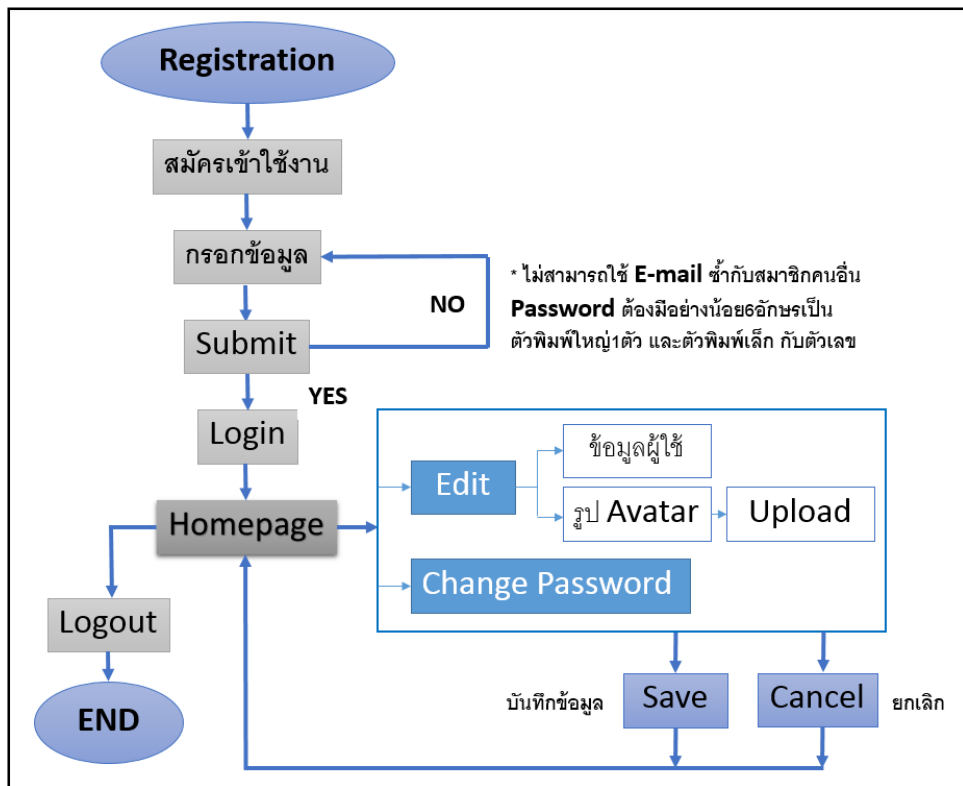 Registration
สมัครเข้าใช้งาน
กรอกข้อมูล
* ไม่สามารถใช้ E-mail ซ้ำกับสมาชิกคนอื่น
Password ต้องมีอย่างน้อย6อักษรเป็น
ตัวพิมพ์ใหญ่1ตัว และตัวพิมพ์เล็ก กับตัวเลข
NO
Submit
YES
Login
ข้อมูลผู้ใช้
Edit
รูป Avatar
Upload
Homepage
Change Password
Logout
บันทึกข้อมูล
Save
Cancel
ยกเลิก
END